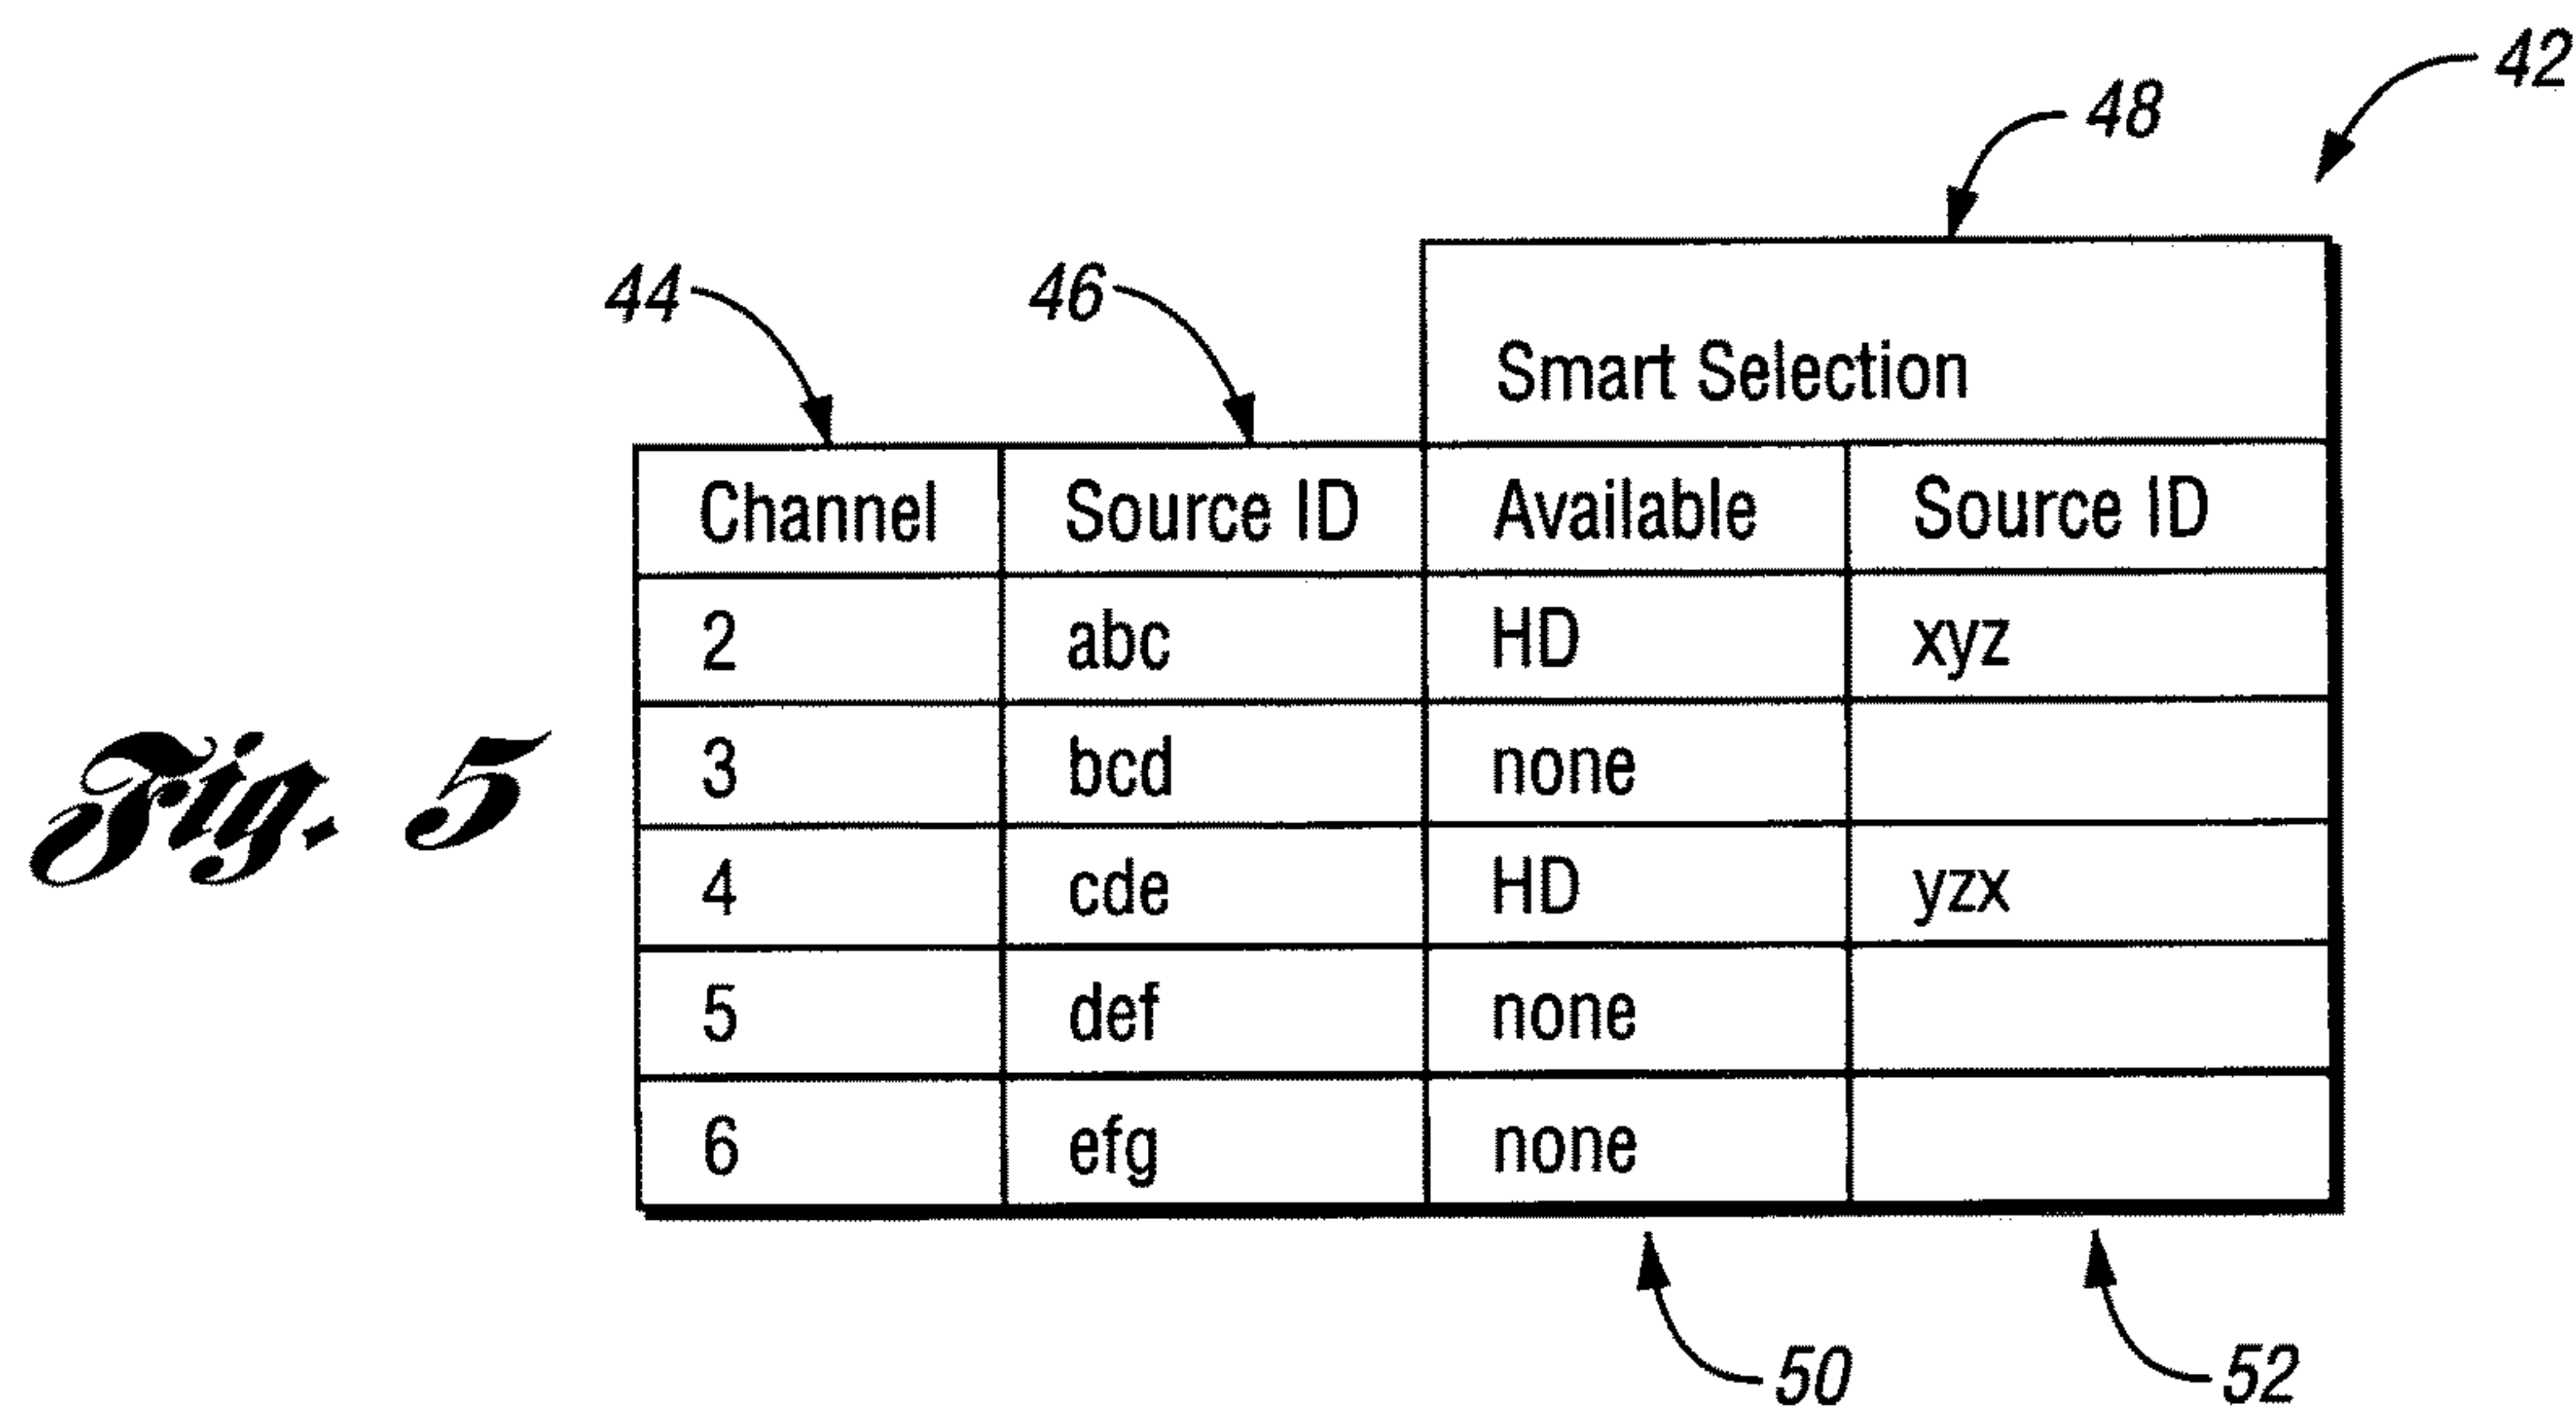 42
48
44 46
Smart Selection
Channel Source ID Available Source ID
2 abc HD xyz
3 bcd none
4 cde HD yzx
5 def none
6 efg none
Fig. 5
50 52